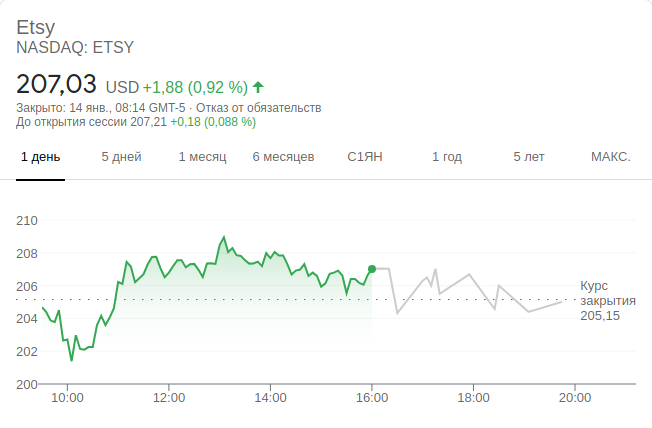 Etsy
NASDAQ: ETSY
207,03 USD +1,88 (0,92 %)
Закрыто: 14 янв., 08:14 GMT-5 · Отказ от обязательств
До открытия сессии 207,21 +0,18 (0,088 %)
1 день 5 дней 1 месяц 6 месяцев С1ЯН 1 год 5 лет МАКС.
210
208
206
204
202
200
Курс
закрытия
205,15
10:00 12:00 14:00 16:00 18:00 20:00